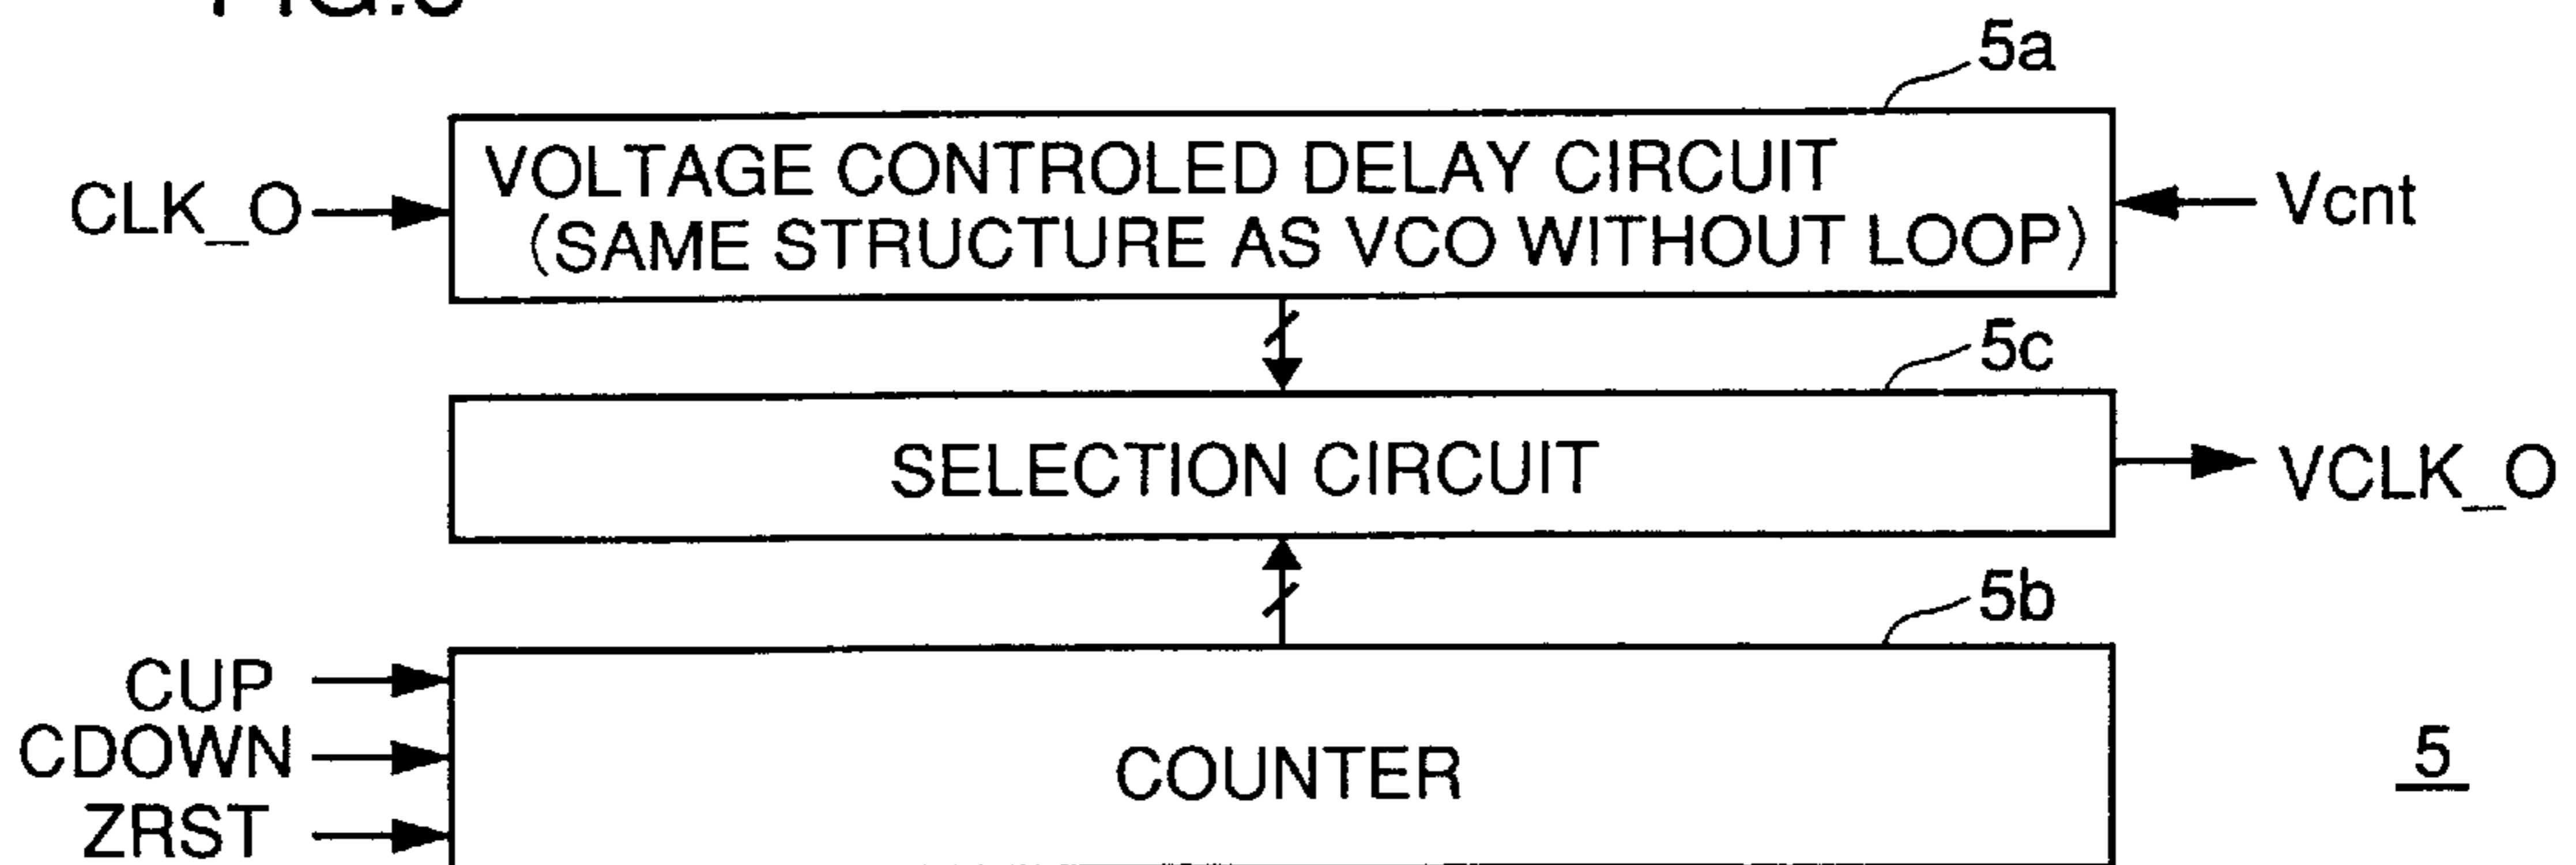 5a
CLK_O
VOLTAGE CONTROLED DELAY CIRCUIT
(SAME STRUCTURE AS VCO WITHOUT LOOP)
Vcnt
5c
SELECTION CIRCUIT
VCLK_O
5b
CUP
CDOWN
ZRST
COUNTER
5